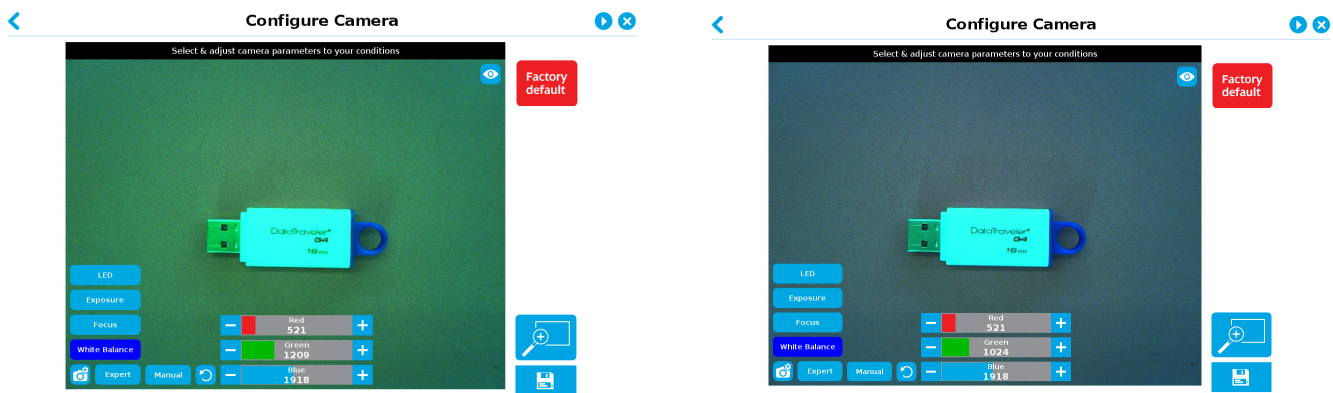 Configure Camera
Select & adjust camera parameters to your conditions
Factory
default
DataTraveler
G4
16GB
LED
Exposure
Focus
White Balance
Expert
Manual
Red
521
Green
1209
Blue
1918
Configure Camera
Select & adjust camera parameters to your conditions
Factory
default
DataTraveler
G4
16GB
LED
Exposure
Focus
White Balance
Expert
Manual
Red
521
Green
1024
Blue
1918